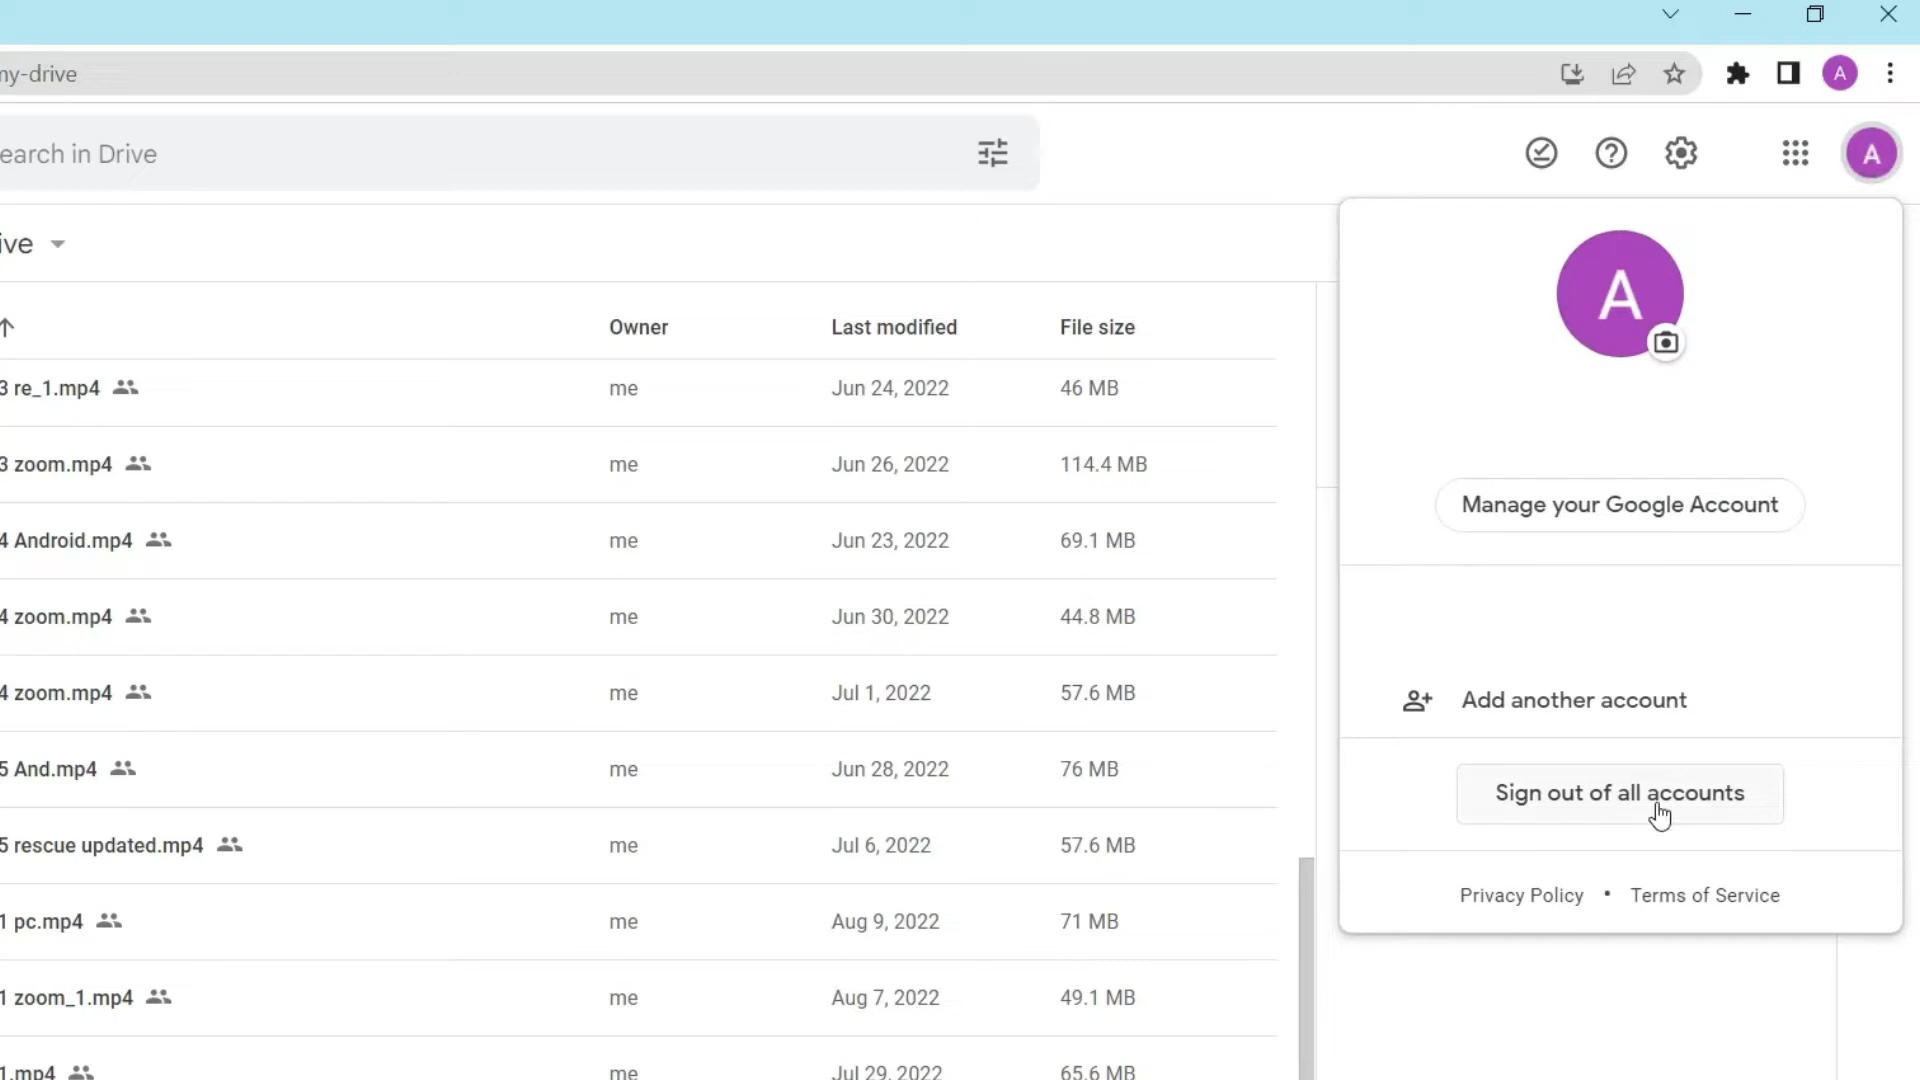 my-drive
A
earch in Drive
A
ive
A
Owner Last modified File size
3 re_1.mp4 me Jun 24, 2022 46 MB
3 zoom.mp4 me Jun 26, 2022 114.4 MB
Manage your Google Account
4 Android.mp4 me Jun 23, 2022 69.1 MB
4 zoom.mp4 me Jun 30, 2022 44.8 MB
4 zoom.mp4 me Jul 1, 2022 57.6 MB
Add another account
5 And.mp4 me Jun 28, 2022 76 MB
Sign out of all accounts
5 rescue updated.mp4 me Jul 6, 2022 57.6 MB
Privacy Policy • Terms of Service
1 pc.mp4 me Aug 9, 2022 71 MB
1 zoom_1.mp4 me Aug 7, 2022 49.1 MB
1.mp4 me Jul 29, 2022 65.6 MB